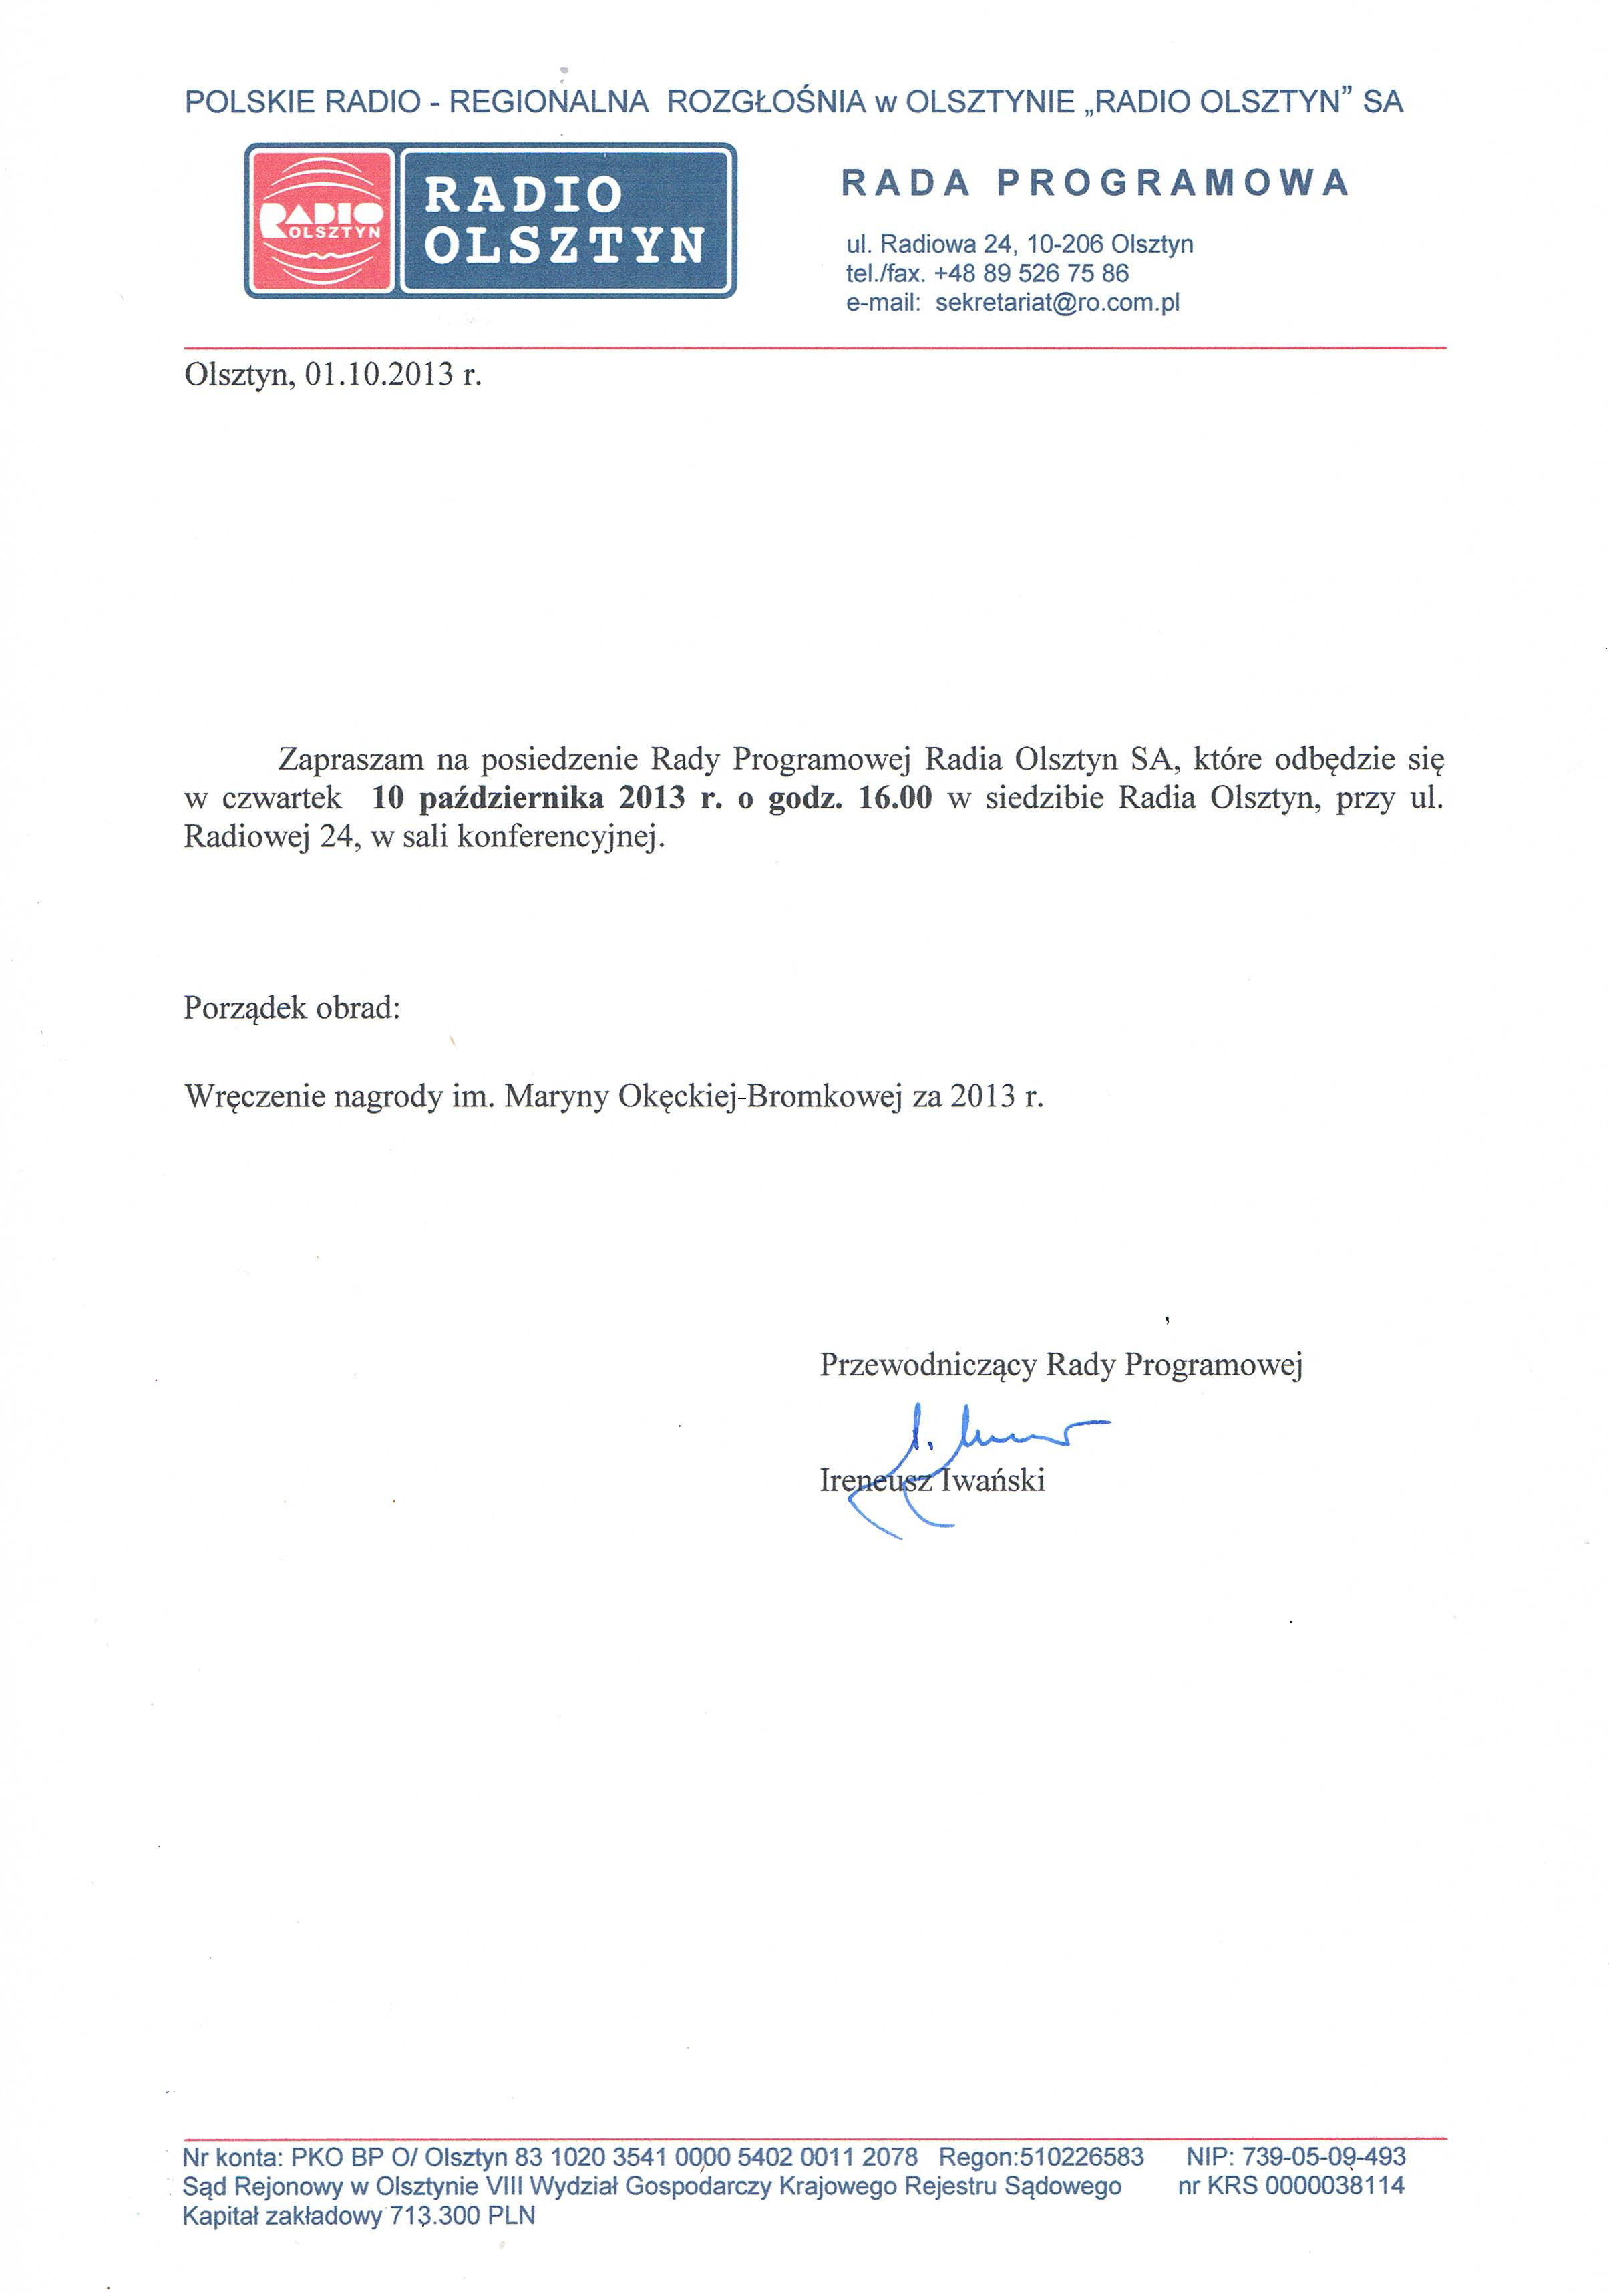 POLSKIE RADIO - REGIONALNA ROZGŁOŚNIA w OLSZTYNIE „RADIO OLSZTYN” SA
RADIO
OLSZTYN
RADIO
OLSZTYN
RADA PROGRAMOWA
ul. Radiowa 24, 10-206 Olsztyn
tel./fax. +48 89 526 75 86
e-mail: sekretariat@ro.com.pl
Olsztyn, 01.10.2013 r.
Zapraszam na posiedzenie Rady Programowej Radia Olsztyn SA, które odbędzie się
w czwartek 10 października 2013 r. o godz. 16.00 w siedzibie Radia Olsztyn, przy ul.
Radiowej 24, w sali konferencyjnej.
Porządek obrad:
Wręczenie nagrody im. Maryny Okęckiej-Bromkowej za 2013 r.
Przewodniczący Rady Programowej
Ireneusz Iwański
Nr konta: PKO BP O/ Olsztyn 83 1020 3541 0000 5402 0011 2078 Regon:510226583 NIP: 739-05-09-493
Sąd Rejonowy w Olsztynie VIII Wydział Gospodarczy Krajowego Rejestru Sądowego nr KRS 0000038114
Kapitał zakładowy 713.300 PLN